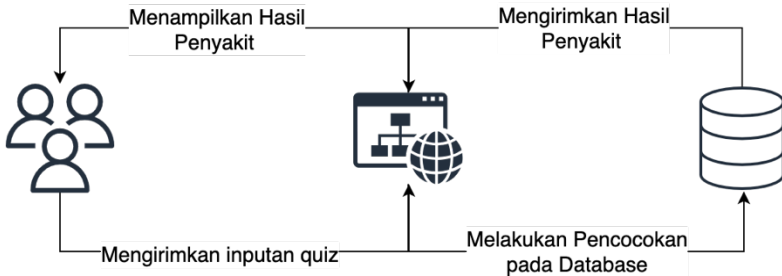 Menampilkan Hasil
Penyakit
Mengirimkan Hasil
Penyakit
Mengirimkan inputan quiz
Melakukan Pencocokan
pada Database